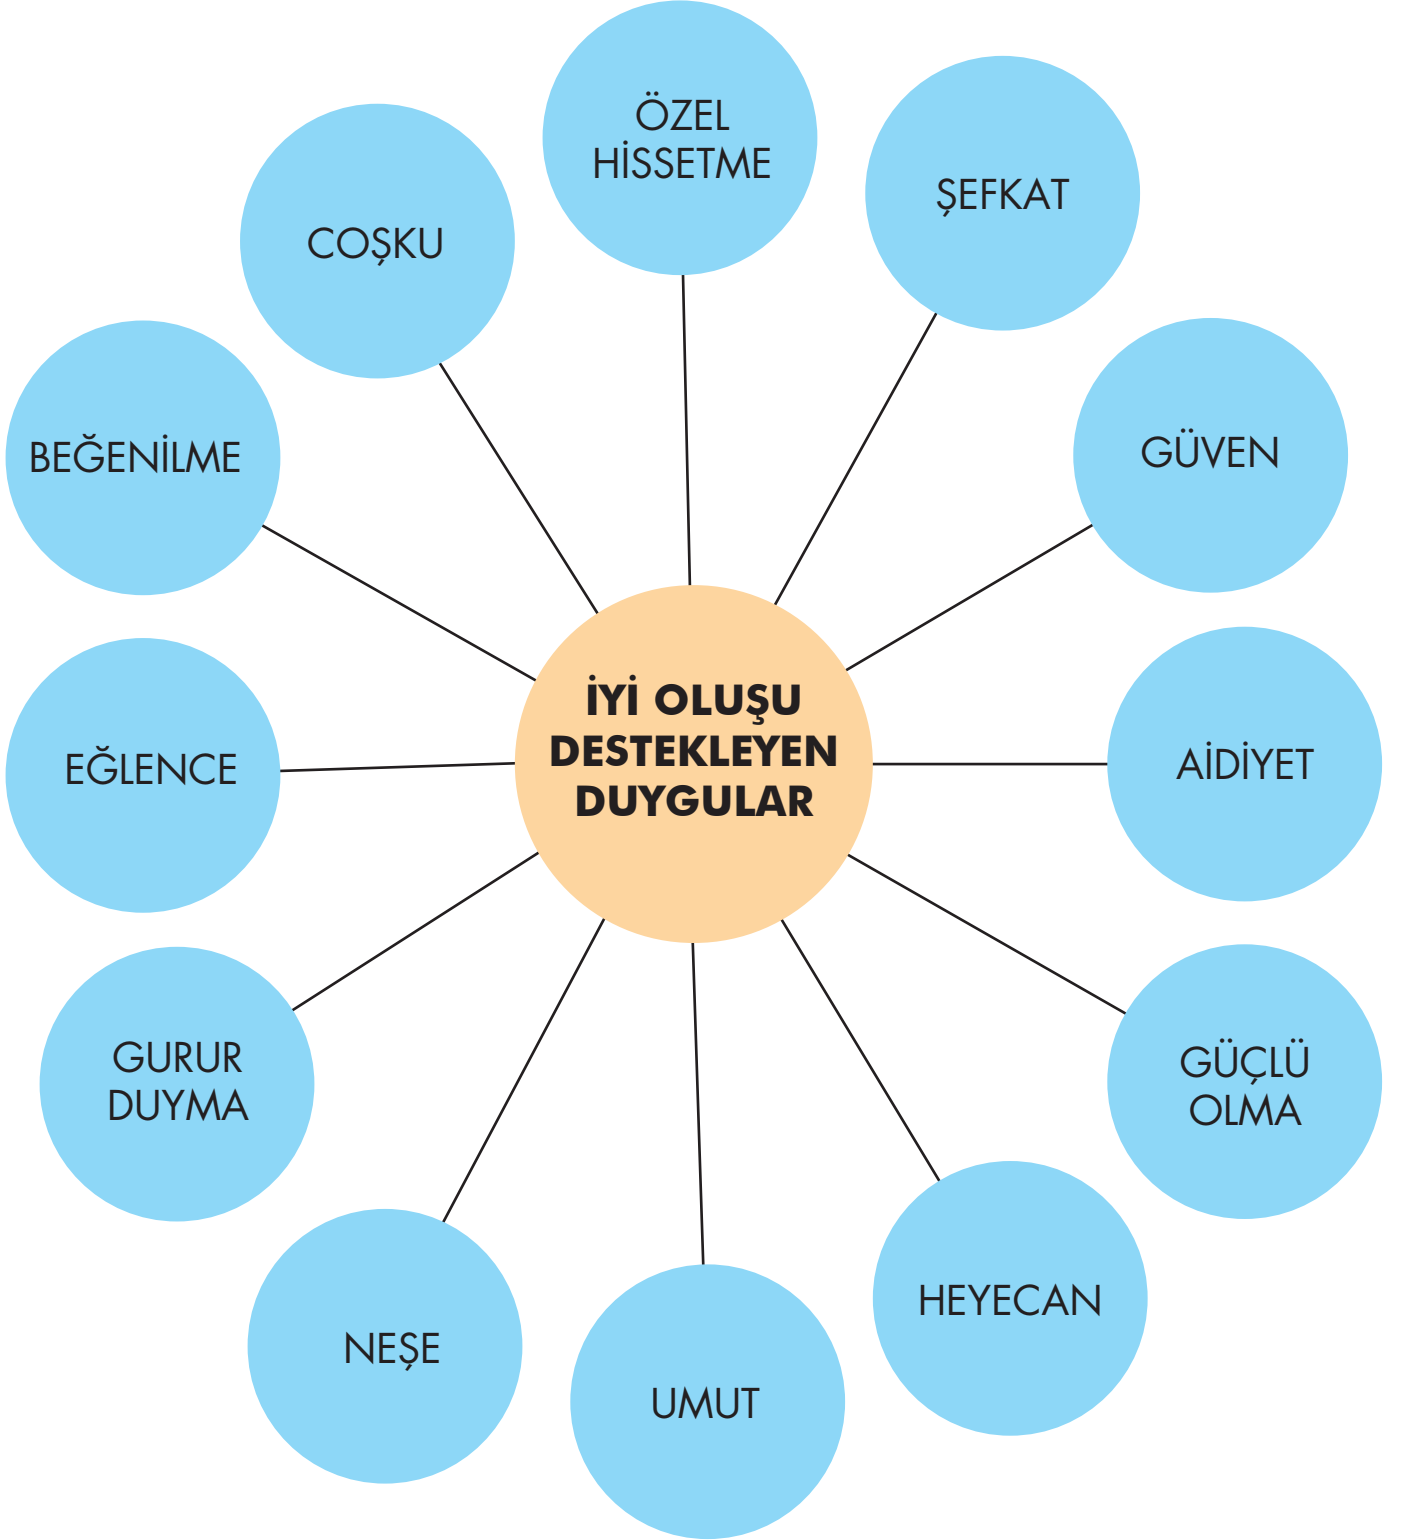 ÖZEL
HİSSETME
ŞEFKAT
COŞKU
GÜVEN
BEĞENİLME
İYİ OLUŞU
DESTEKLEYEN
DUYGULAR
AİDİYET
EĞLENCE
GÜÇLÜ
OLMA
GURUR
DUYMA
HEYECAN
NEŞE
UMUT